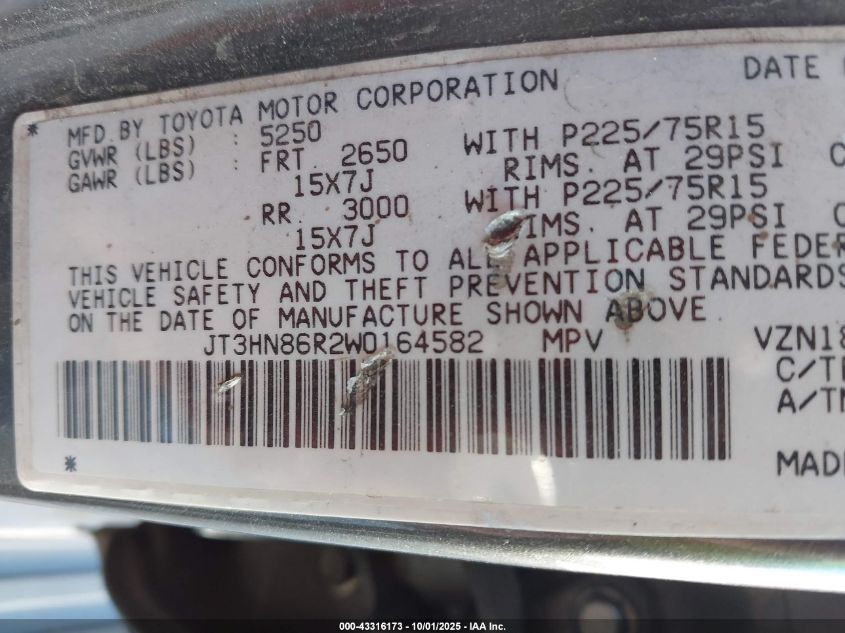 DATE
* MFD.BY TOYOTA MOTOR CORPORATION
GVWR (LBS) : 5250
GAWR (LBS) : FRT 2650 WITH P225/75R15
15X7J RIMS. AT 29PSI C
RR 3000 WITH P225/75R15
15X7J RIMS. AT 29PSI C
THIS VEHICLE CONFORMS TO ALL APPLICABLE FEDER
VEHICLE SAFETY AND THEFT PREVENTION STANDARDS
ON THE DATE OF MANUFACTURE SHOWN ABOVE.
JT3HN86R2W0164582 MPV VZN18
C/T
A/T
* MAD
000-43316173 - 10/01/2025 - IAA Inc.